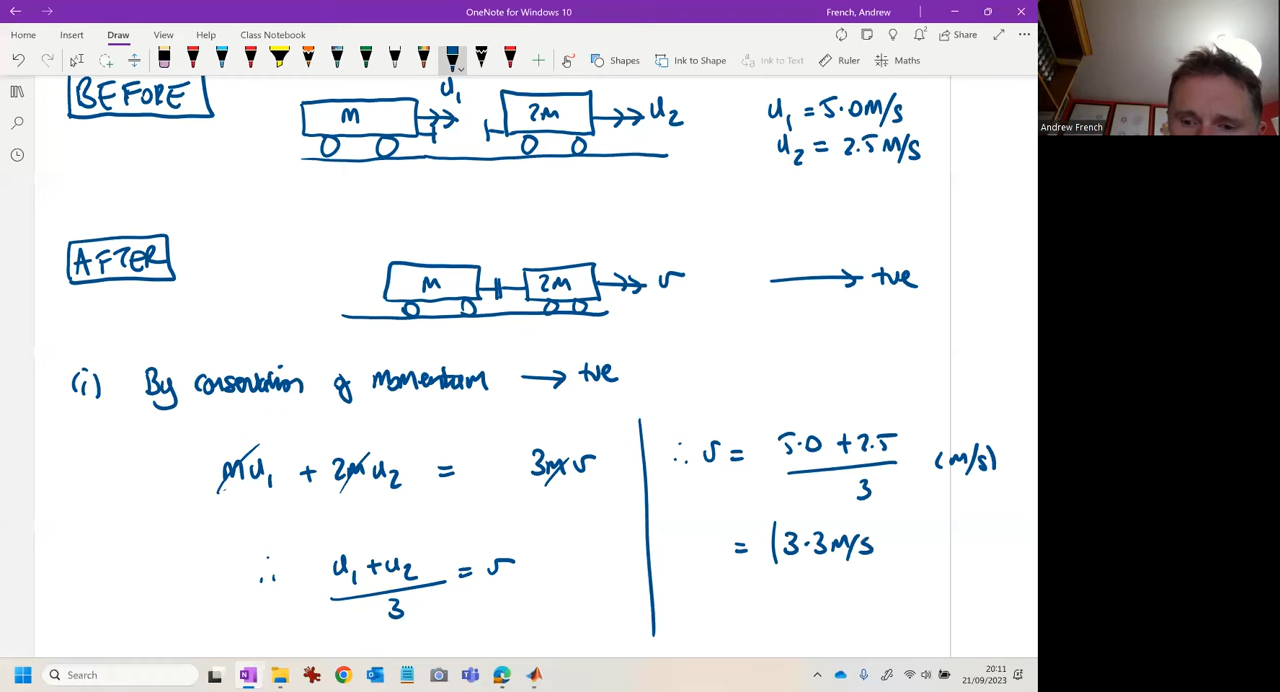 OneNote for Windows 10
French, Andrew
Home Insert Draw View Help Class Notebook
Share
Shapes Ink to Shape Ink to Text Ruler Maths
BEFORE
M u₁ 2M u₂
u₁ = 5.0 m/s
u₂ = 2.5 m/s
Andrew French
AFTER
M 2M v
+ve
(i) By conservation of momentum → +ve
mu₁ + 2mu₂ = 3mv
∴ u₁ + u₂ / 3 = v
∴ v = 5.0 + 2.5 / 3 (m/s)
= 3.3 m/s
Search
20:11
21/09/2023